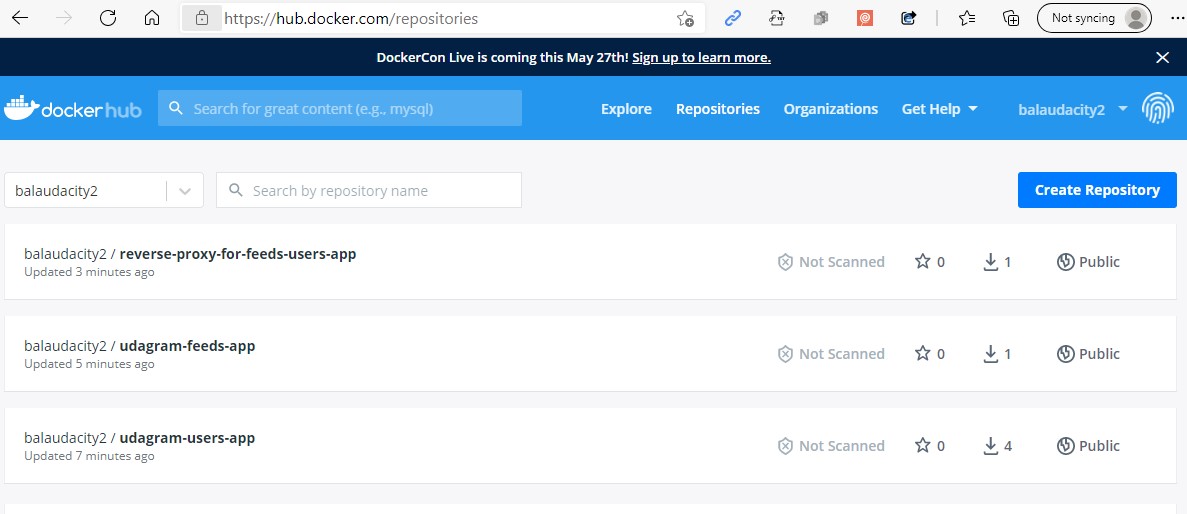 https://hub.docker.com/repositories
Not syncing
DockerCon Live is coming this May 27th! Sign up to learn more.
docker hub
Search for great content (e.g., mysql)
Explore
Repositories
Organizations
Get Help
balaudacity2
balaudacity2
Search by repository name
Create Repository
balaudacity2 / reverse-proxy-for-feeds-users-app
Updated 3 minutes ago
Not Scanned
0
1
Public
balaudacity2 / udagram-feeds-app
Updated 5 minutes ago
Not Scanned
0
1
Public
balaudacity2 / udagram-users-app
Updated 7 minutes ago
Not Scanned
0
4
Public